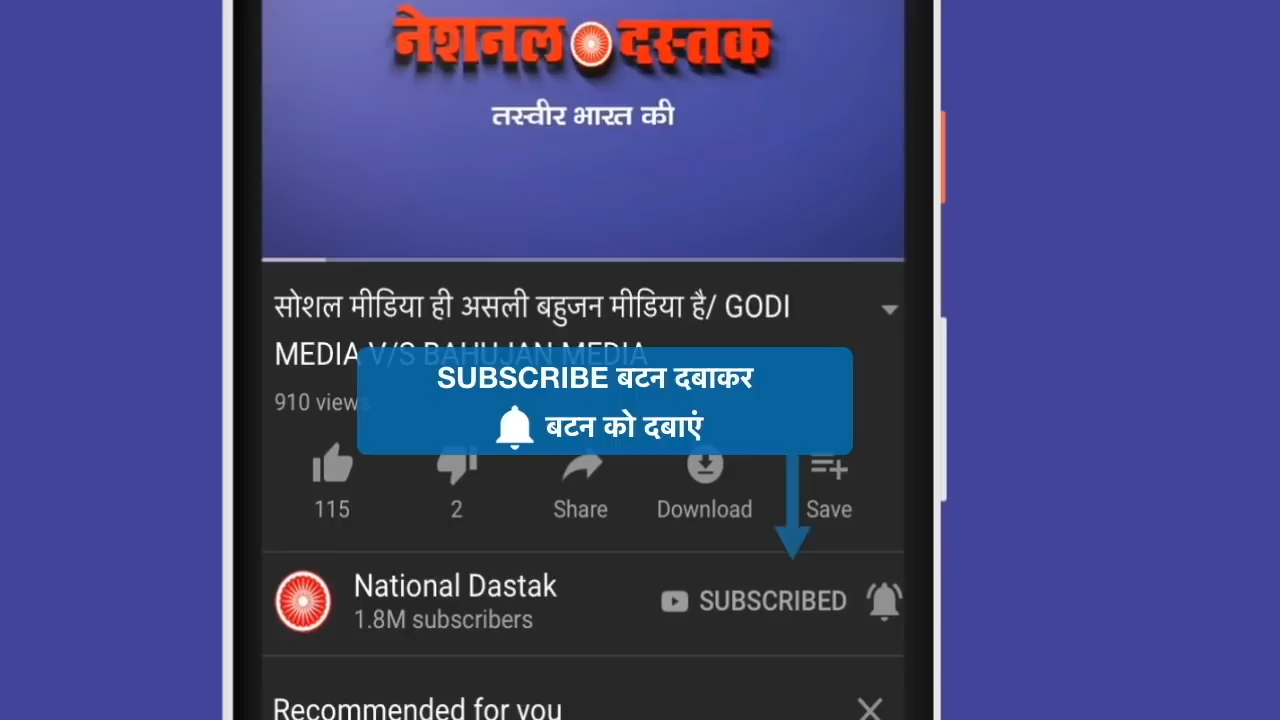 नेशनल दस्तक
तस्वीर भारत की
सोशल मीडिया ही असली बहुजन मीडिया है/ GODI
MEDIA V/S BAHUJAN MEDIA
910 views
SUBSCRIBE बटन दबाकर
बटन को दबाएं
115
2
Share
Download
Save
National Dastak
1.8M subscribers
SUBSCRIBED
Recommended for you